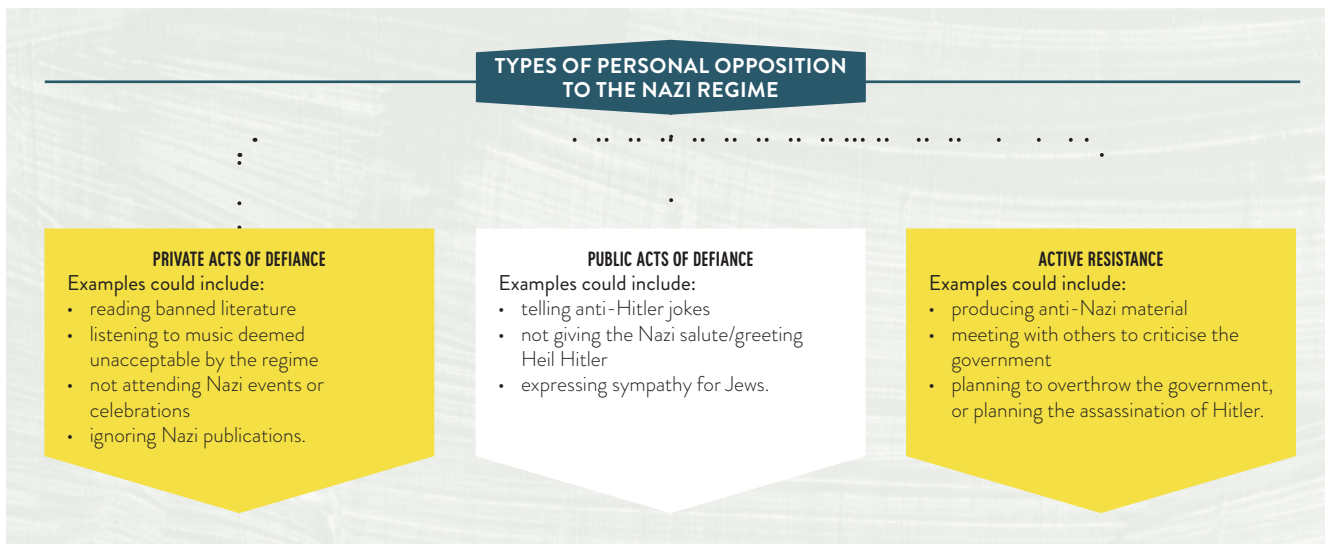 TYPES OF PERSONAL OPPOSITION
TO THE NAZI REGIME
PRIVATE ACTS OF DEFIANCE
Examples could include:
• reading banned literature
• listening to music deemed
unacceptable by the regime
• not attending Nazi events or
celebrations
• ignoring Nazi publications.
PUBLIC ACTS OF DEFIANCE
Examples could include:
• telling anti-Hitler jokes
• not giving the Nazi salute/greeting
Heil Hitler
• expressing sympathy for Jews.
ACTIVE RESISTANCE
Examples could include:
• producing anti-Nazi material
• meeting with others to criticise the
government
• planning to overthrow the government,
or planning the assassination of Hitler.